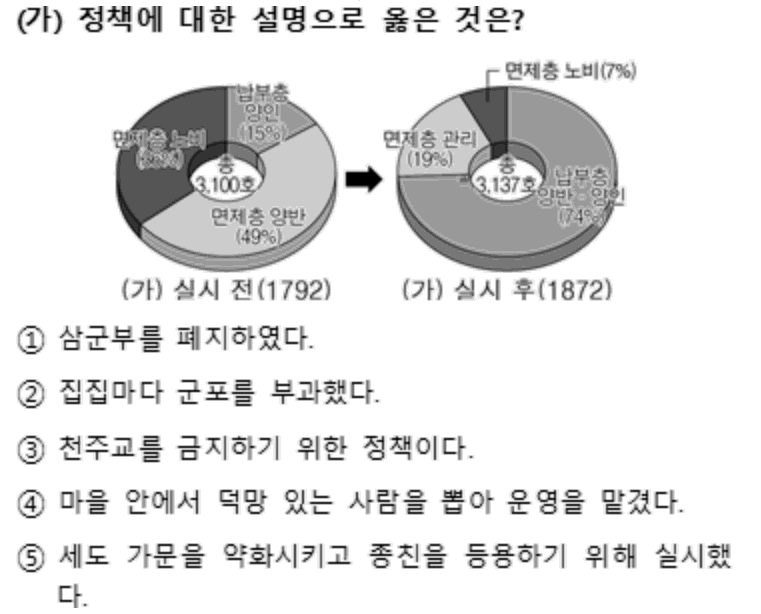 (가) 정책에 대한 설명으로 옳은 것은?
면제층 노비(7%)
납부층
양인
(15%)
면제층 노비
총
3,100호
면제층 양반
(49%)
면제층 관리
(19%)
총
3,137호
납부층
양반·양인
(74%)
(가) 실시 전(1792)
(가) 실시 후(1872)
① 삼군부를 폐지하였다.
② 집집마다 군포를 부과했다.
③ 천주교를 금지하기 위한 정책이다.
④ 마을 안에서 덕망 있는 사람을 뽑아 운영을 맡겼다.
⑤ 세도 가문을 약화시키고 종친을 등용하기 위해 실시했
다.